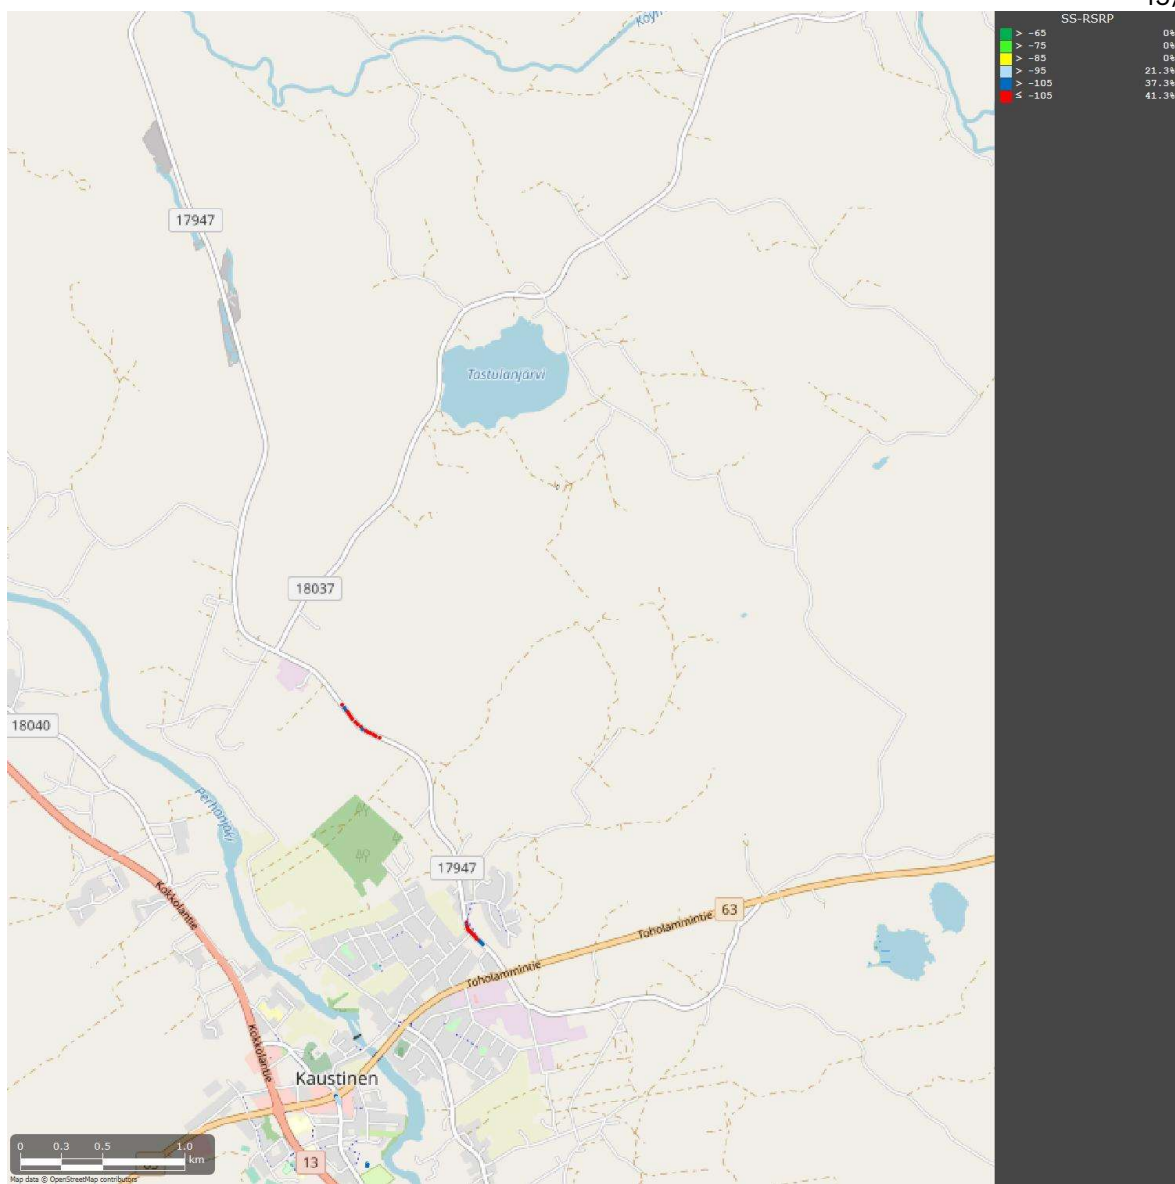 SS-RSRP
> -65 0%
> -75 0%
> -85 0%
> -95 21.3%
> -105 37.3%
≤ -105 41.3%
17947
Tastulanjärvi
18037
18040
Perhonjoki
17947
63
Toholammintie
Kokkolantie
Toholammintie
Kokkolantie
Kaustinen
0 0.3 0.5 1.0
km
13
Map data © OpenStreetMap contributors